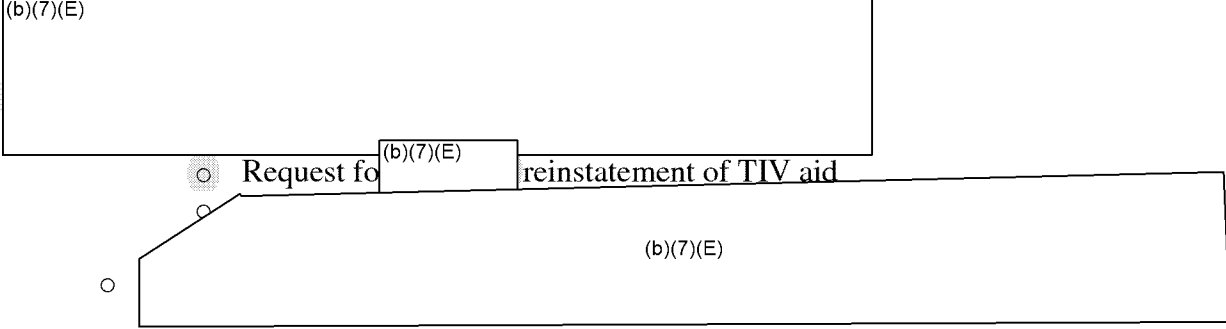 (b)(7)(E)
(b)(7)(E)
○ Request fo reinstatement of TIV aid
○
(b)(7)(E)
○